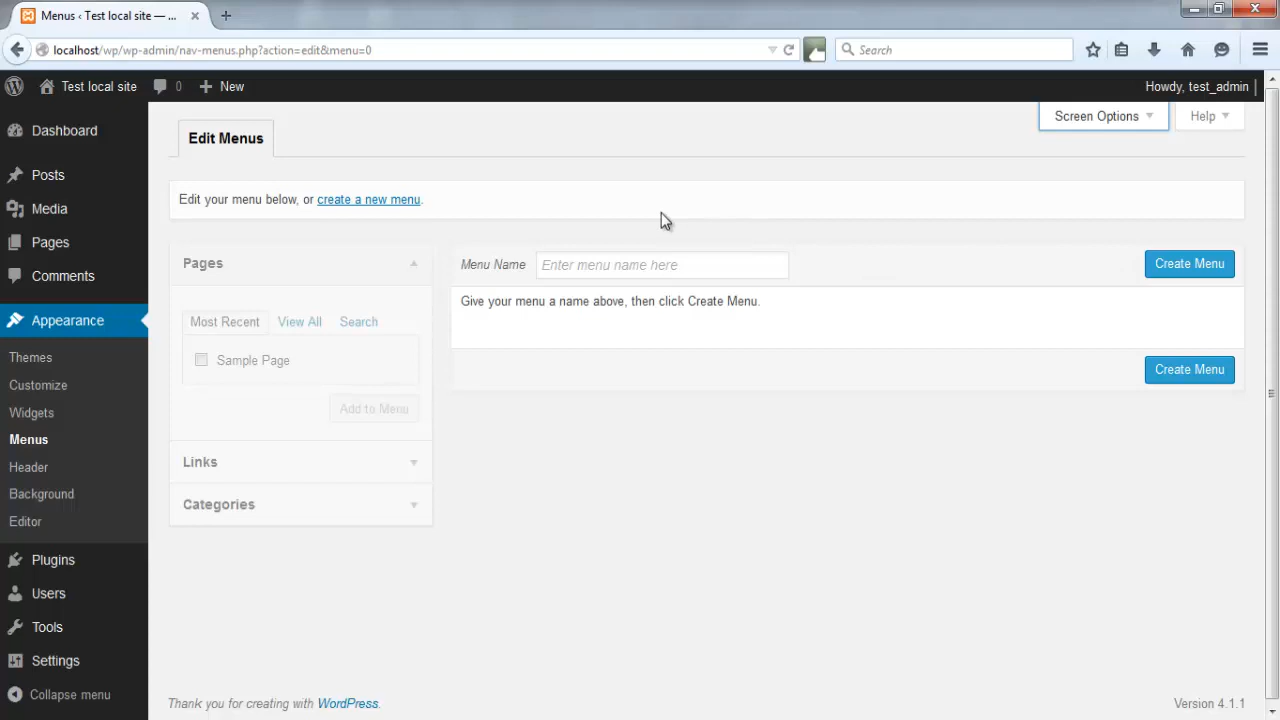 Menus ‹ Test local site — ...
localhost/wp/wp-admin/nav-menus.php?action=edit&menu=0
Search
Test local site
0
New
Howdy, test_admin
Dashboard
Posts
Media
Pages
Comments
Appearance
Themes
Customize
Widgets
Menus
Header
Background
Editor
Plugins
Users
Tools
Settings
Collapse menu
Screen Options
Help
Edit Menus
Edit your menu below, or create a new menu.
Pages
Most Recent View All Search
Sample Page
Add to Menu
Links
Categories
Menu Name Enter menu name here Create Menu
Give your menu a name above, then click Create Menu.
Create Menu
Thank you for creating with WordPress.
Version 4.1.1